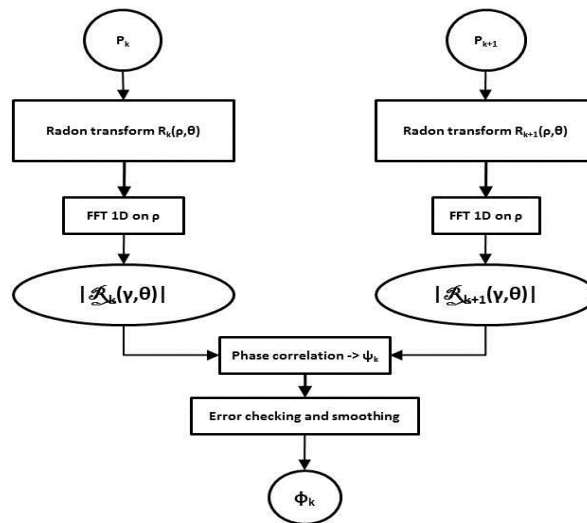 Pₖ
Pₖ₊₁
Radon transform Rₖ(ρ,θ)
Radon transform Rₖ₊₁(ρ,θ)
FFT 1D on ρ
FFT 1D on ρ
|ℛₖ(γ,θ)|
|ℛₖ₊₁(γ,θ)|
Phase correlation -> ψₖ
Error checking and smoothing
ϕₖ